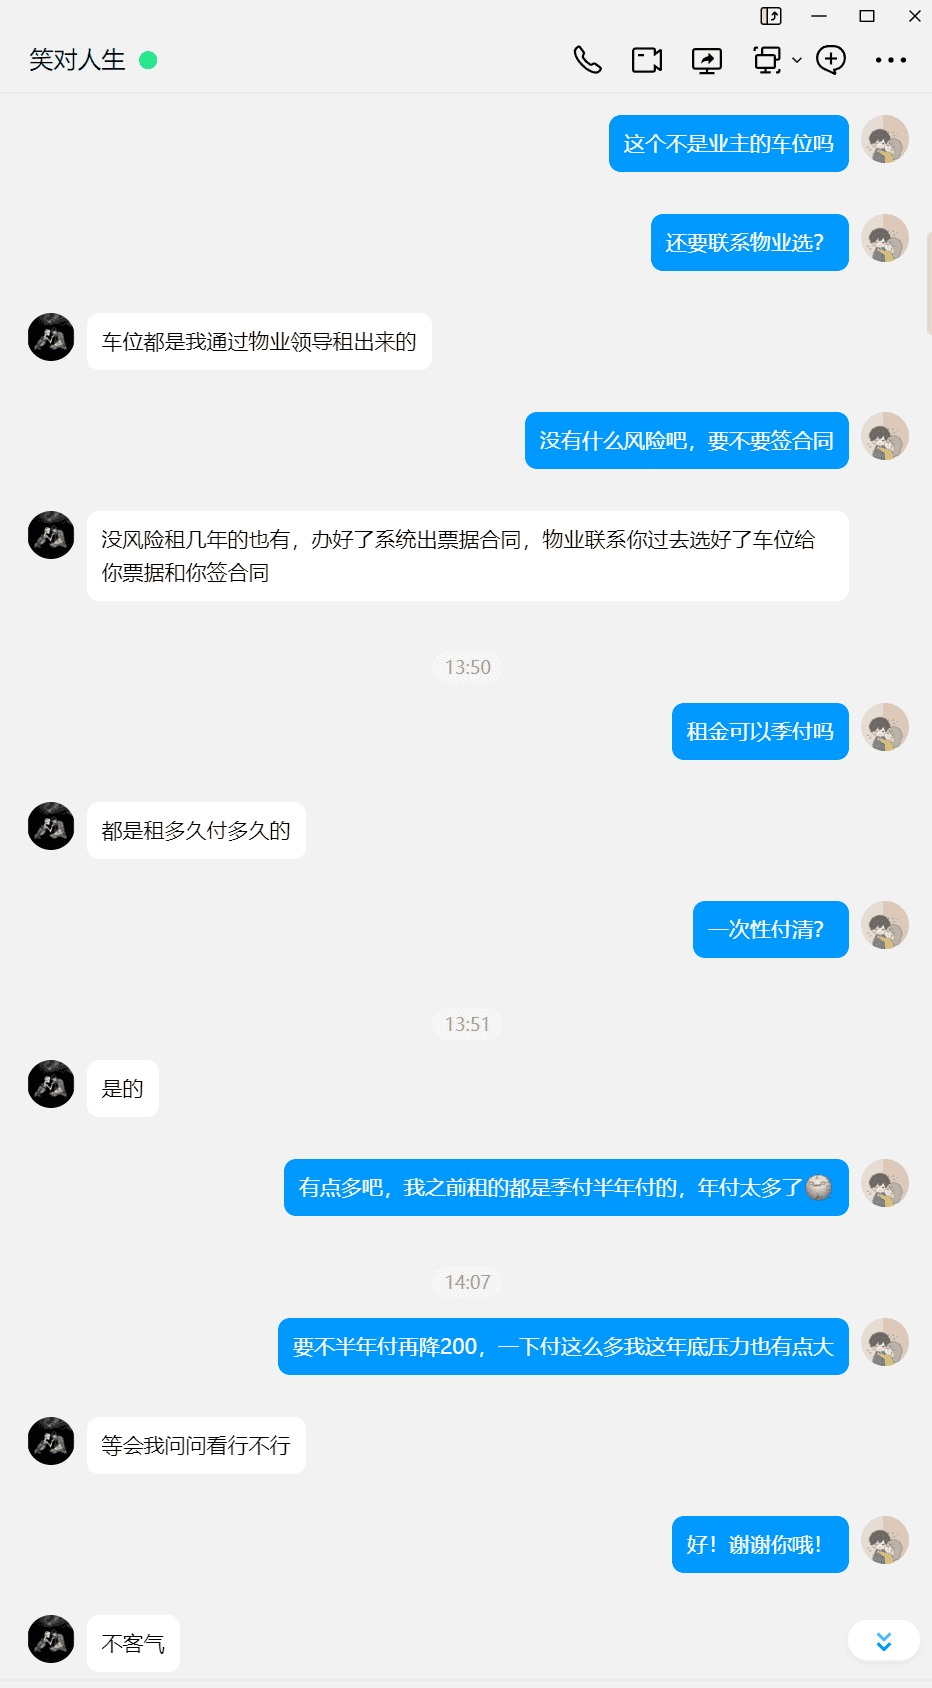 笑对人生
这个不是业主的车位吗
还要联系物业选？
车位都是我通过物业领导租出来的
没有什么风险吧，要不要签合同
没风险租几年的也有，办好了系统出票据合同，物业联系你过去选好了车位给
你票据和你签合同
13:50
租金可以季付吗
都是租多久付多久的
一次性付清？
13:51
是的
有点多吧，我之前租的都是季付半年付的，年付太多了
14:07
要不半年付再降200，一下付这么多我这年底压力也有点大
等会我问问看行不行
好！谢谢你哦！
不客气